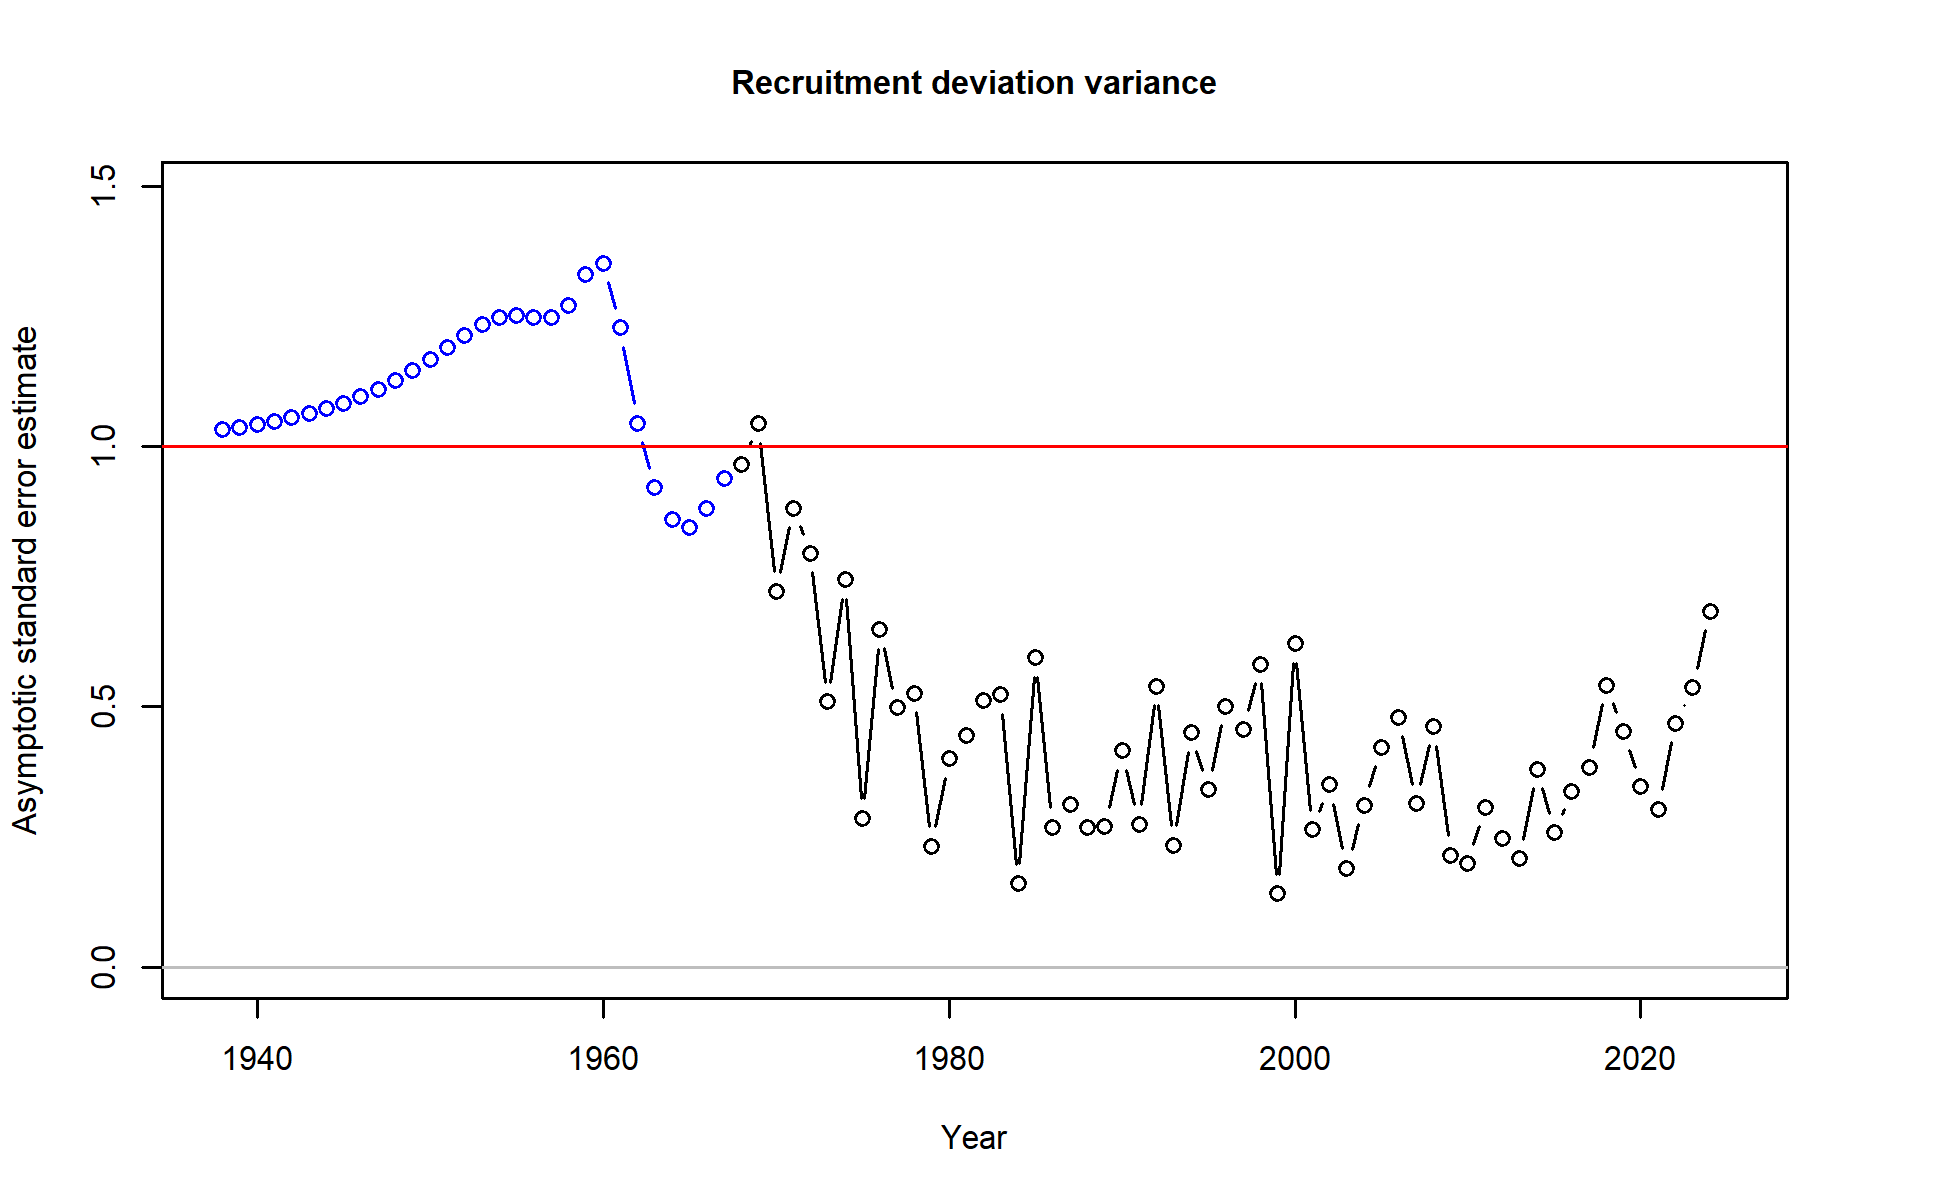 Recruitment deviation variance
Asymptotic standard error estimate
1.5
1.0
0.5
0.0
1940 1960 1980 2000 2020
Year